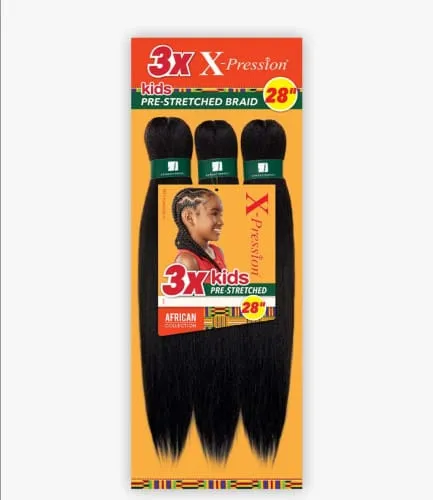 3X X-Pression
kids
PRE-STRETCHED BRAID
28"
X-Pression
3X kids
PRE-STRETCHED
28"
AFRICAN
COLLECTION